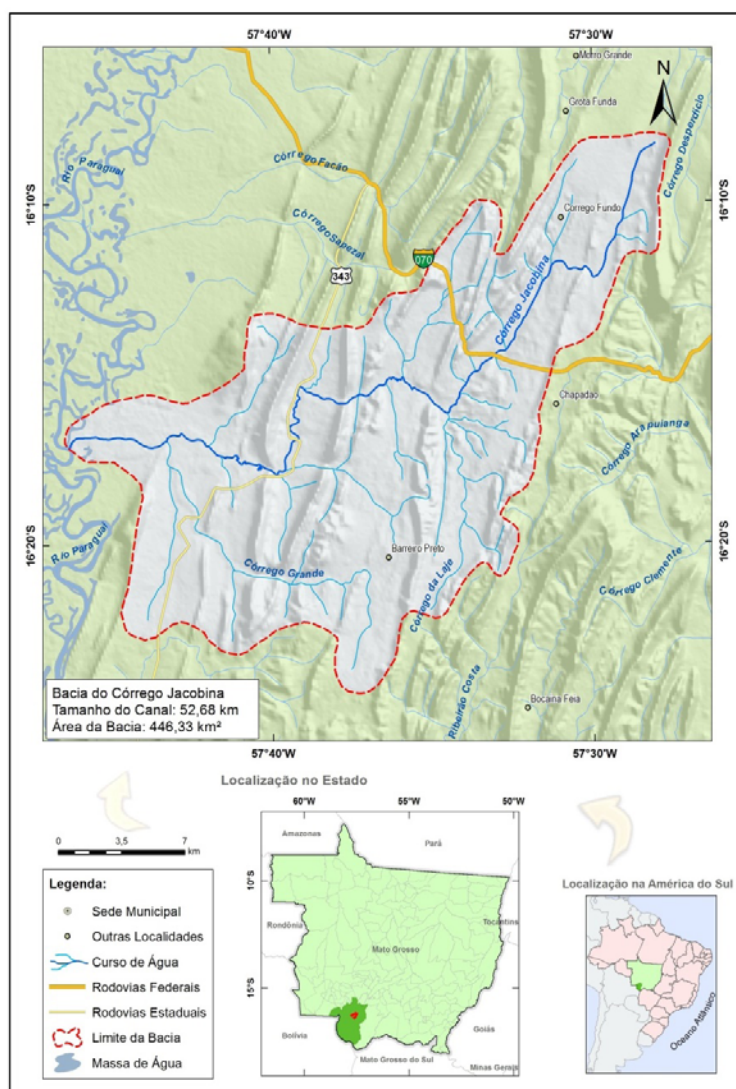 57°40'W
57°30'W
Morro Grande
N
Grota Funda
Córrego Desperdício
Rio Paraguai
Córrego Facão
16°10'S
16°10'S
Córrego Fundo
Córrego Sapezal
070
343
Córrego Jacobina
Chapadão
Córrego Arapuianga
16°20'S
16°20'S
Rio Paraguai
Barreiro Preto
Córrego Grande
Córrego da Laje
Córrego Clemente
Ribeirão Costa
Bocaina Feia
Bacia do Córrego Jacobina
Tamanho do Canal: 52,68 km
Área da Bacia: 446,33 km²
57°40'W
57°30'W
Localização no Estado
60°W
55°W
50°W
0
3,5
7
km
Amazonas
Pará
10°S
Rondônia
Tocantins
Mato Grosso
15°S
Bolívia
Goiás
Mato Grosso do Sul
Minas Gerais
Legenda:
Sede Municipal
Outras Localidades
Curso de Água
Rodovias Federais
Rodovias Estaduais
Limite da Bacia
Massa de Água
Localização na América do Sul
Oceano Atlântico